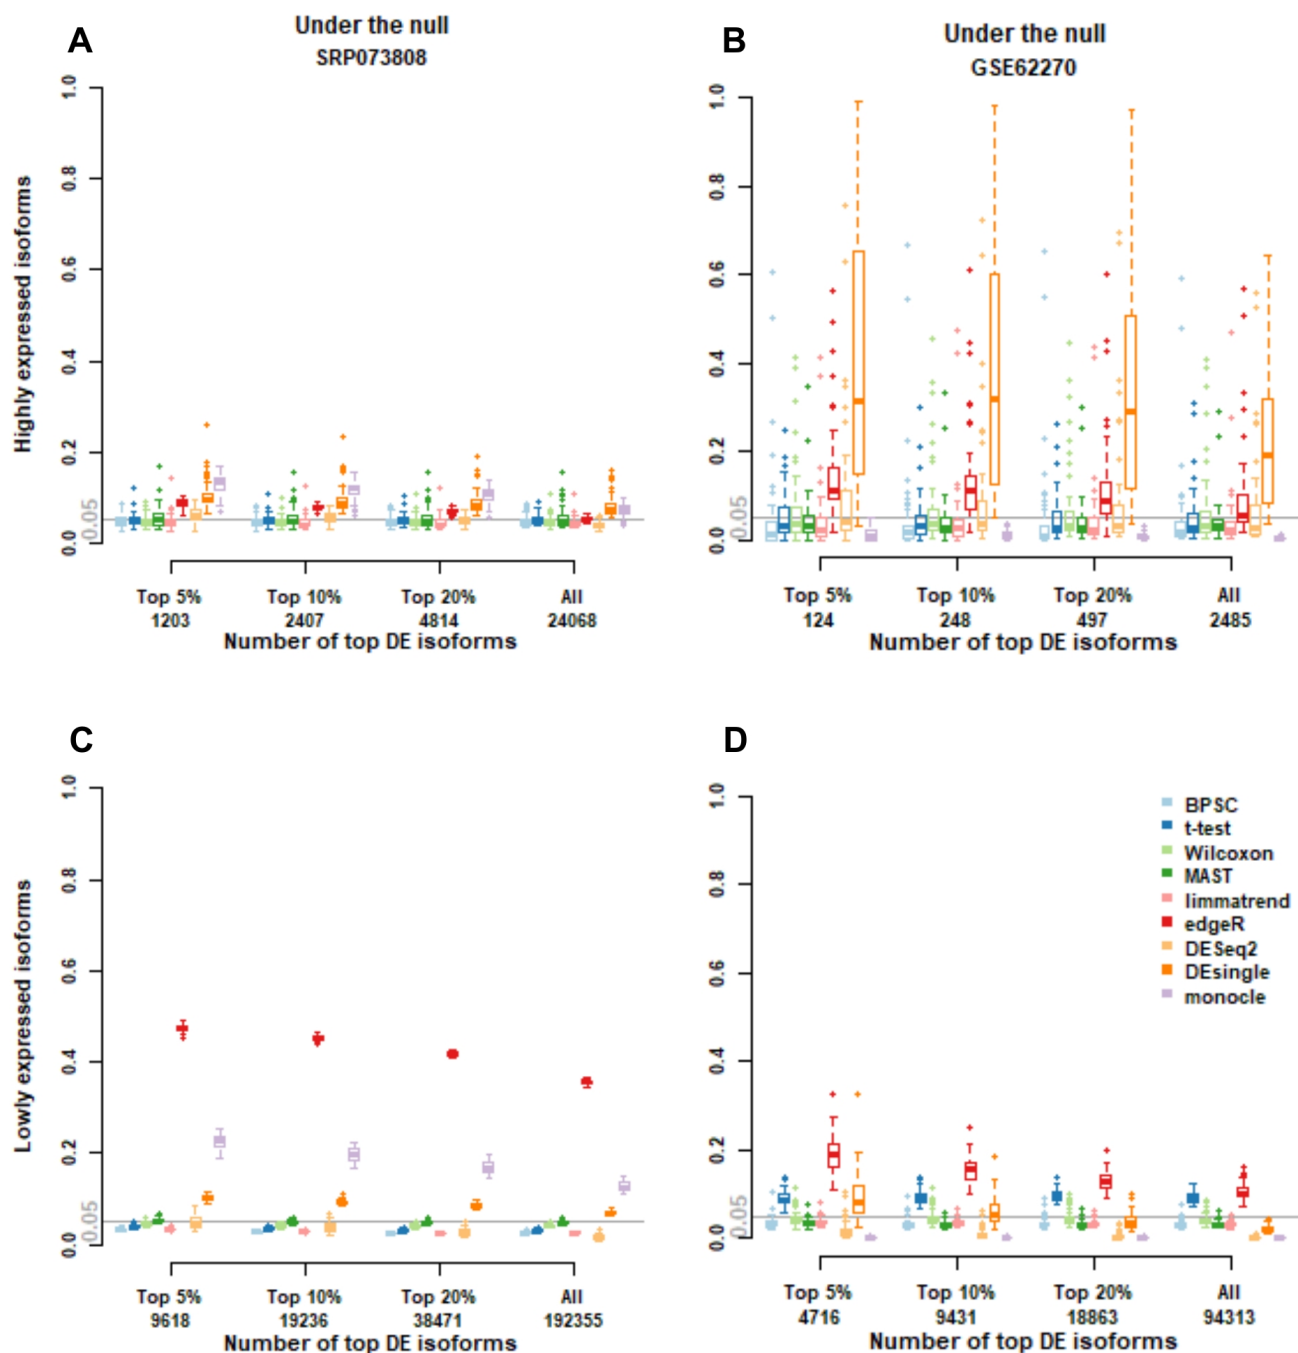 A
Under the null
SRP073808
Highly expressed isoforms
1.0
0.8
0.6
0.4
0.2
0.05
0.0
Top 5% Top 10% Top 20% All
1203 2407 4814 24068
Number of top DE isoforms
B
Under the null
GSE62270
1.0
0.8
0.6
0.4
0.2
0.05
0.0
Top 5% Top 10% Top 20% All
124 248 497 2485
Number of top DE isoforms
C
Lowly expressed isoforms
1.0
0.8
0.6
0.4
0.2
0.05
0.0
Top 5% Top 10% Top 20% All
9618 19236 38471 192355
Number of top DE isoforms
D
1.0
0.8
0.6
0.4
0.2
0.05
0.0
BPSC
t-test
Wilcoxon
MAST
limmatrend
edgeR
DESeq2
DEsingle
monocle
Top 5% Top 10% Top 20% All
4716 9431 18863 94313
Number of top DE isoforms